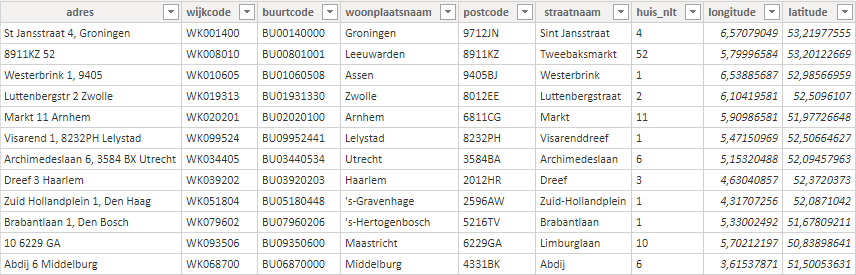 adres wijkcode buurtcode woonplaatsnaam postcode straatnaam huis_nlt longitude latitude
St Jansstraat 4, Groningen WK001400 BU00140000 Groningen 9712JN Sint Jansstraat 4 6,57079049 53,21977555
8911KZ 52 WK008010 BU00801001 Leeuwarden 8911KZ Tweebaksmarkt 52 5,79996584 53,20122669
Westerbrink 1, 9405 WK010605 BU01060508 Assen 9405BJ Westerbrink 1 6,53885687 52,98566959
Luttenbergstr 2 Zwolle WK019313 BU01931330 Zwolle 8012EE Luttenbergstraat 2 6,10419581 52,5096107
Markt 11 Arnhem WK020201 BU02020100 Arnhem 6811CG Markt 11 5,90986581 51,97726648
Visarend 1, 8232PH Lelystad WK099524 BU09952441 Lelystad 8232PH Visarenddreef 1 5,47150969 52,50664627
Archimedeslaan 6, 3584 BX Utrecht WK034405 BU03440534 Utrecht 3584BA Archimedeslaan 6 5,15320488 52,09457963
Dreef 3 Haarlem WK039202 BU03920203 Haarlem 2012HR Dreef 3 4,63040857 52,3720373
Zuid Hollandplein 1, Den Haag WK051804 BU05180448 's-Gravenhage 2596AW Zuid-Hollandplein 1 4,31707256 52,0871042
Brabantlaan 1, Den Bosch WK079602 BU07960206 's-Hertogenbosch 5216TV Brabantlaan 1 5,33002492 51,67809211
10 6229 GA WK093506 BU09350600 Maastricht 6229GA Limburglaan 10 5,70212197 50,83898641
Abdij 6 Middelburg WK068700 BU06870000 Middelburg 4331BK Abdij 6 3,61537871 51,50053631